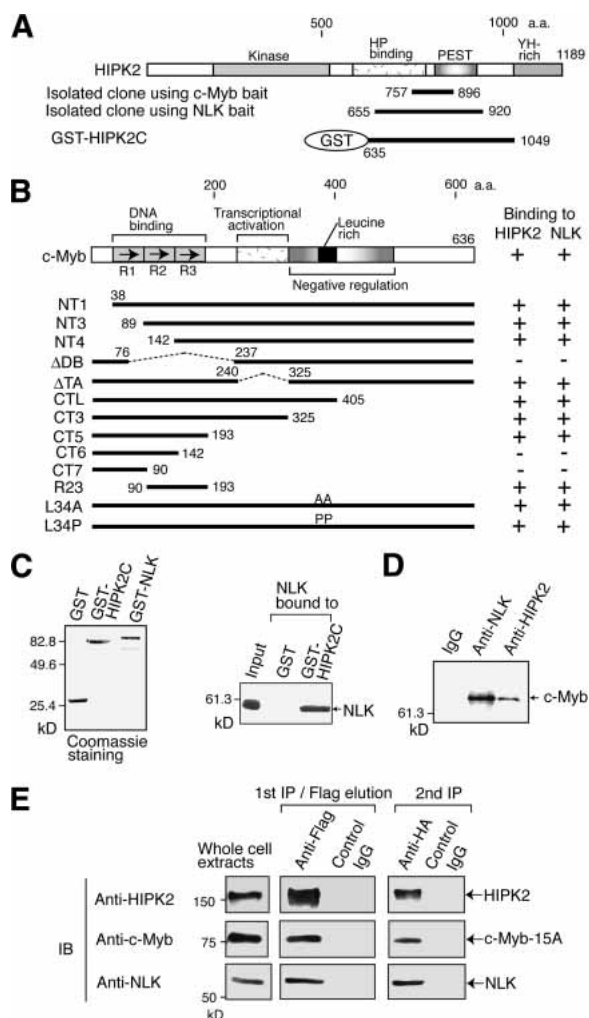 A
500 1000 a.a.
HIPK2 Kinase HP binding PEST YH-rich 1189
Isolated clone using c-Myb bait 757 896
Isolated clone using NLK bait 655 920
GST-HIPK2C GST 635 1049
B
200 400 600 a.a.
DNA binding Transcriptional activation Leucine rich Binding to
HIPK2 NLK
c-Myb 636 + +
R1 R2 R3 Negative regulation
NT1 38 + +
NT3 89 + +
NT4 142 + +
ΔDB 76 237 - -
ΔTA 240 325 + +
CTL 405 + +
CT3 325 + +
CT5 193 + +
CT6 142 - -
CT7 90 - -
R23 90 193 + +
L34A AA + +
L34P PP + +
C
GST GST-HIPK2C GST-NLK
82.8
49.6
25.4
kD
Coomassie staining
NLK bound to
Input GST GST-HIPK2C
61.3 NLK
kD
D
IgG Anti-NLK Anti-HIPK2
c-Myb
61.3
kD
E
1st IP / Flag elution 2nd IP
Whole cell extracts Anti-Flag Control IgG Anti-HA Control IgG
IB
Anti-HIPK2 150 HIPK2
Anti-c-Myb 75 c-Myb-15A
Anti-NLK 50 NLK
kD